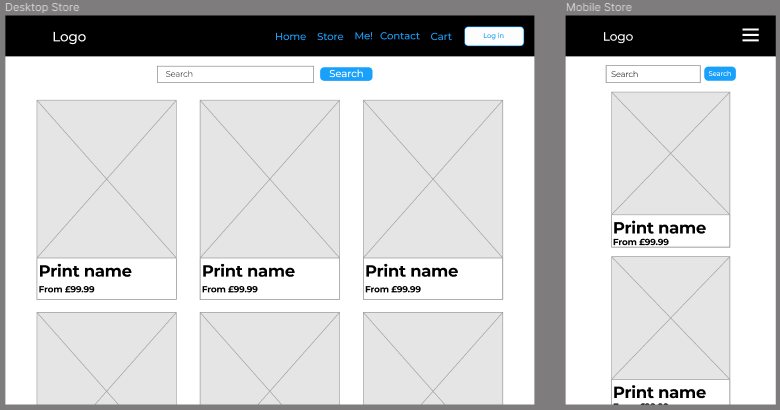 Desktop Store
Logo
Home Store Me! Contact Cart Log in
Search Search
Print name Print name Print name
From £99.99 From £99.99 From £99.99
Mobile Store
Logo
Search Search
Print name
From £99.99
Print name